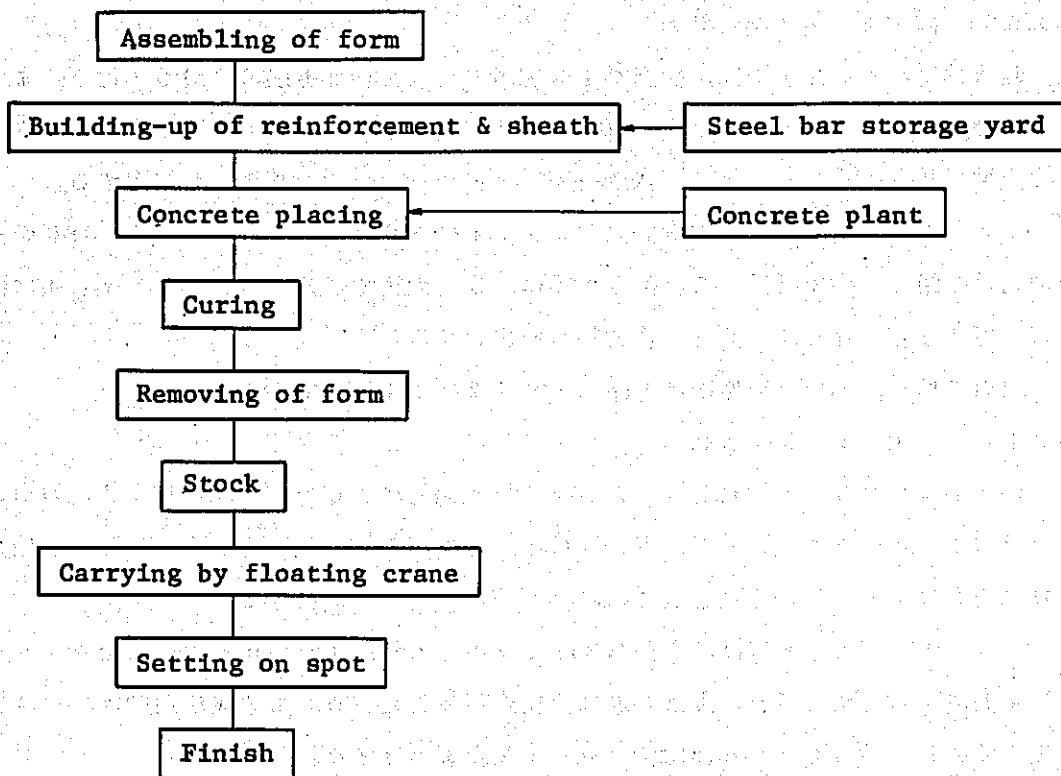 Assembling of form
Building-up of reinforcement & sheath
Steel bar storage yard
Concrete placing
Concrete plant
Curing
Removing of form
Stock
Carrying by floating crane
Setting on spot
Finish